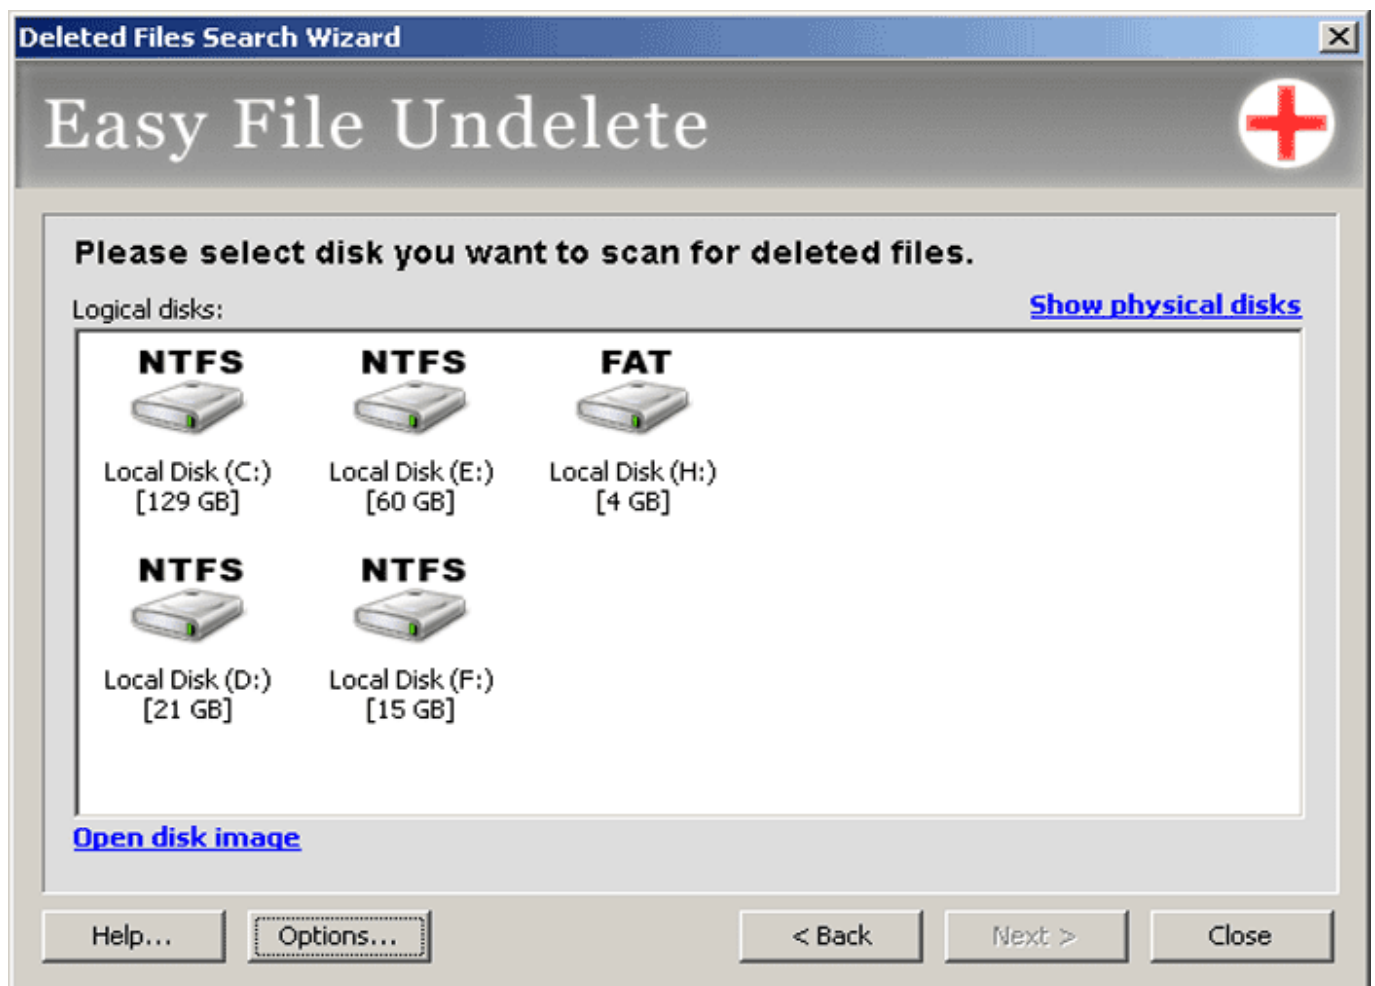 Deleted Files Search Wizard
Easy File Undelete
Please select disk you want to scan for deleted files.
Logical disks:
Show physical disks
NTFS
Local Disk (C:)
[129 GB]
NTFS
Local Disk (E:)
[60 GB]
FAT
Local Disk (H:)
[4 GB]
NTFS
Local Disk (D:)
[21 GB]
NTFS
Local Disk (F:)
[15 GB]
Open disk image
Help...
Options...
< Back
Next >
Close